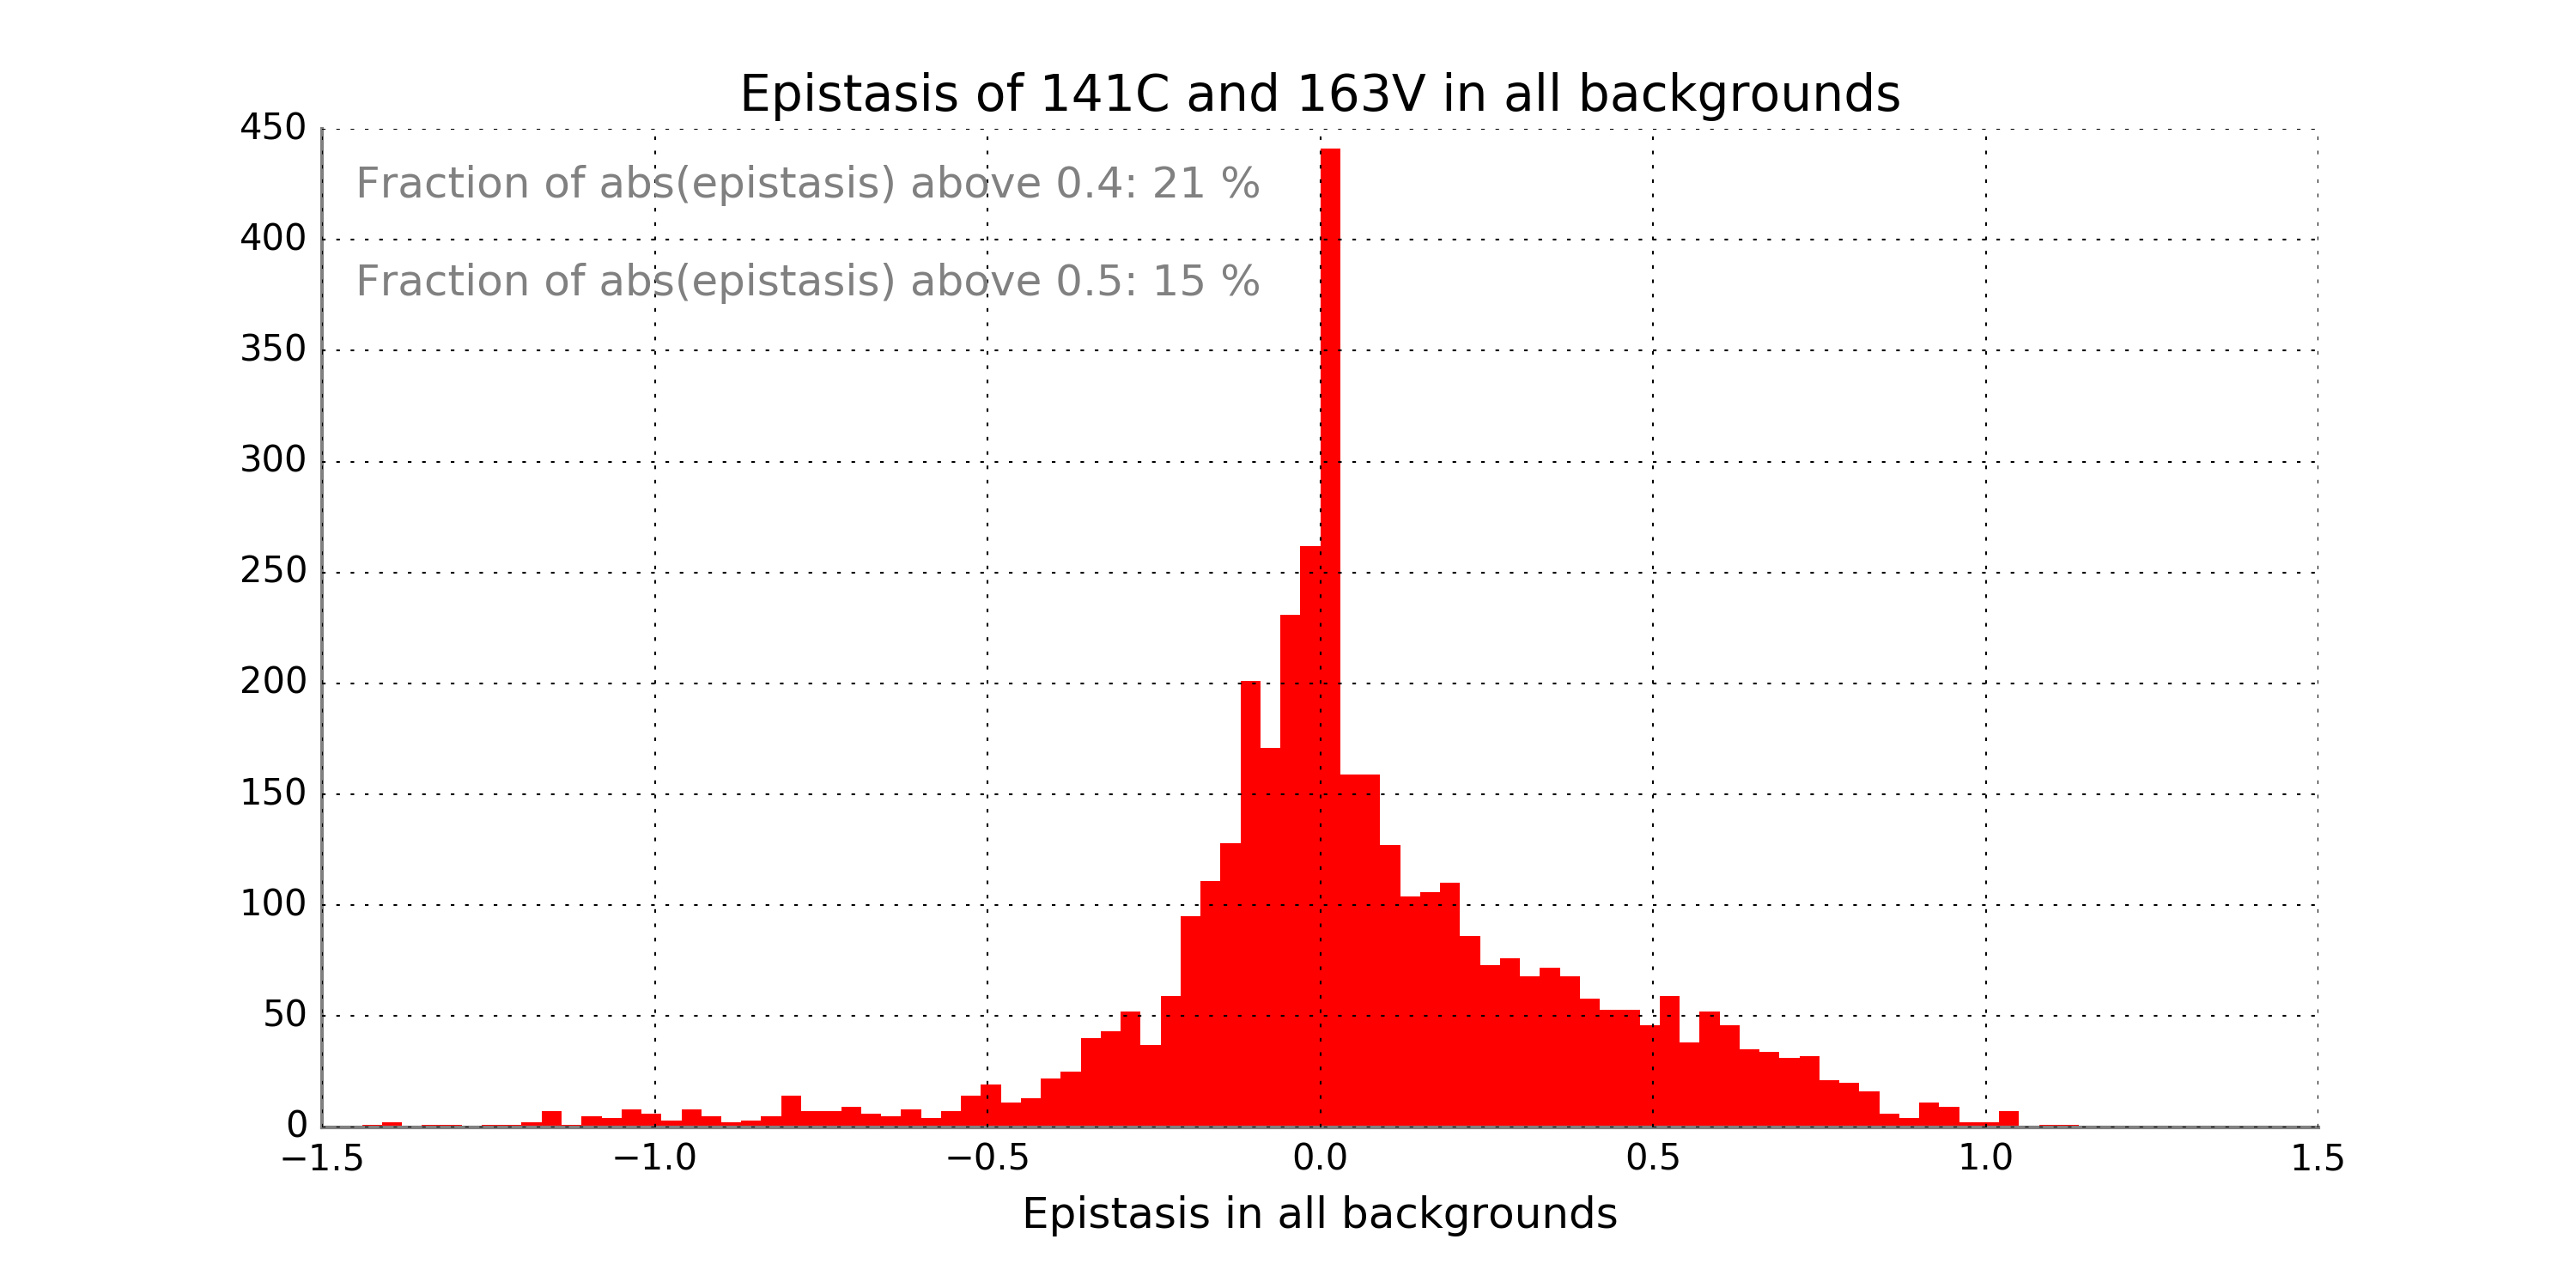 Epistasis of 141C and 163V in all backgrounds
450
Fraction of abs(epistasis) above 0.4: 21 %
400
Fraction of abs(epistasis) above 0.5: 15 %
350
300
250
200
150
100
50
0
−1.5 −1.0 −0.5 0.0 0.5 1.0 1.5
Epistasis in all backgrounds